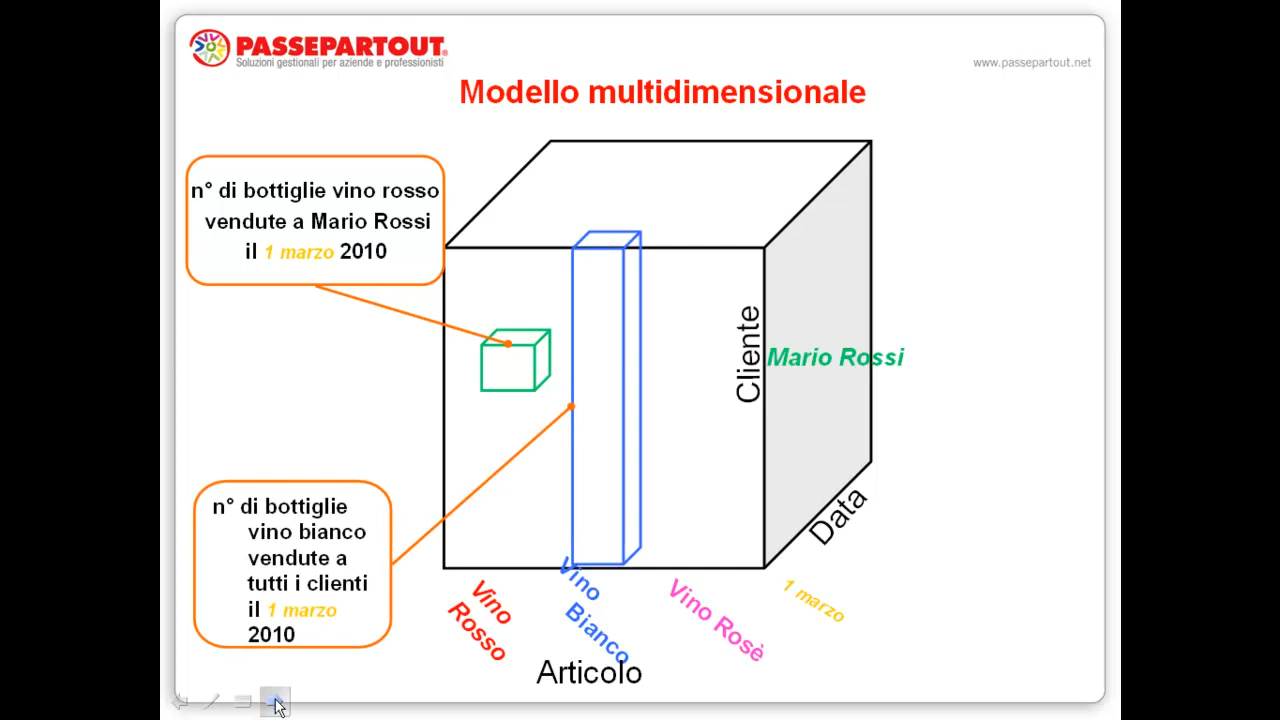 PASSEPARTOUT®
Soluzioni gestionali per aziende e professionisti
www.passepartout.net
Modello multidimensionale
n° di bottiglie vino rosso
vendute a Mario Rossi
il 1 marzo 2010
Cliente
Mario Rossi
n° di bottiglie
vino bianco
vendute a
tutti i clienti
il 1 marzo
2010
Data
1 marzo
Vino
Rosso
Vino
Bianco
Vino Rosè
Articolo